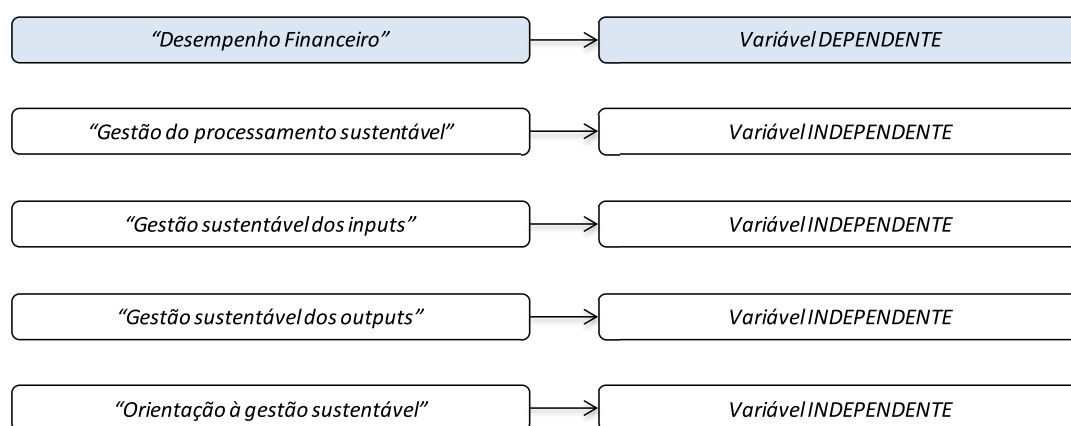 “Desempenho Financeiro” Variável DEPENDENTE
“Gestão do processamento sustentável” Variável INDEPENDENTE
“Gestão sustentável dos inputs” Variável INDEPENDENTE
“Gestão sustentável dos outputs” Variável INDEPENDENTE
“Orientação à gestão sustentável” Variável INDEPENDENTE